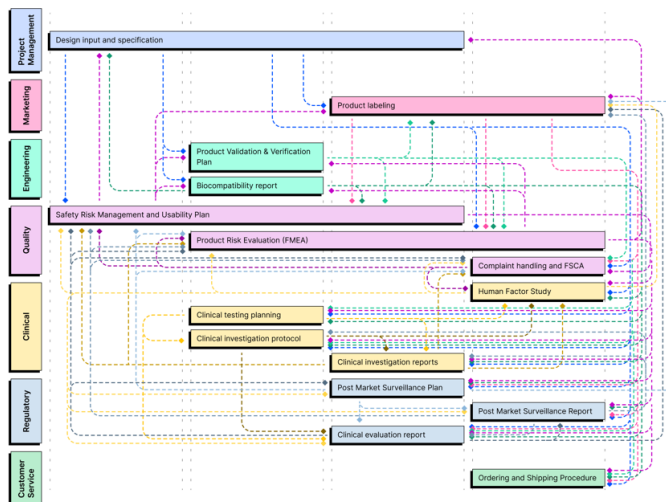 Project
Management
Design input and specification
Marketing
Product labeling
Engineering
Product Validation & Verification
Plan
Biocompatibility report
Quality
Safety Risk Management and Usability Plan
Product Risk Evaluation (FMEA)
Complaint handling and FSCA
Human Factor Study
Clinical
Clinical testing planning
Clinical investigation protocol
Clinical investigation reports
Regulatory
Post Market Surveillance Plan
Post Market Surveillance Report
Clinical evaluation report
Customer
Service
Ordering and Shipping Procedure